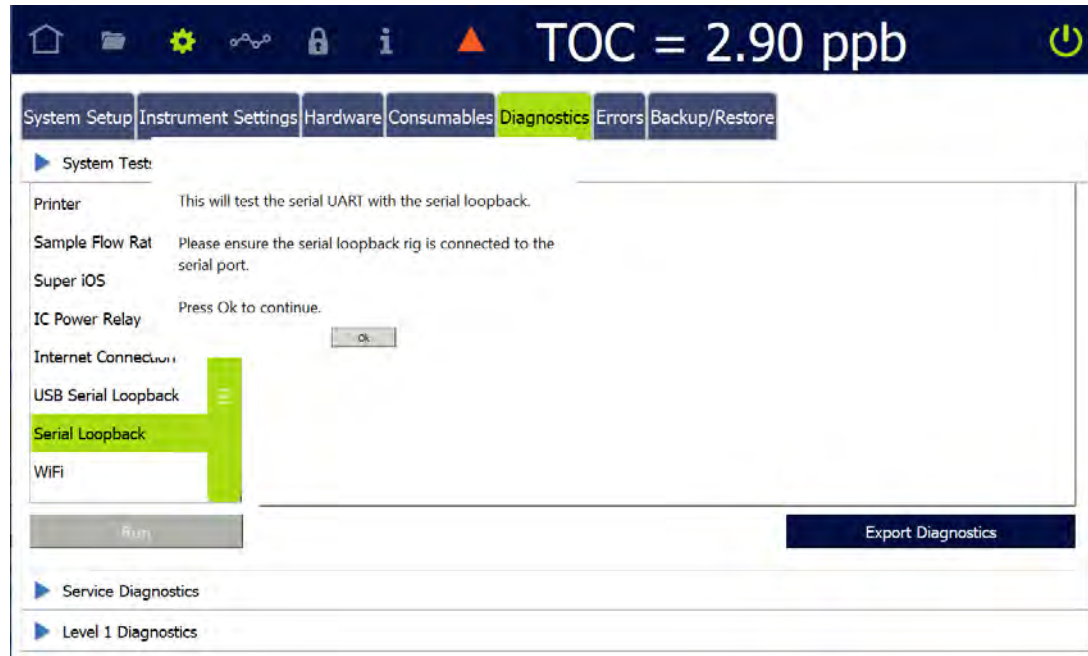 TOC = 2.90 ppb
System Setup Instrument Settings Hardware Consumables Diagnostics Errors Backup/Restore
System Tests
Printer
Sample Flow Rat
Super iOS
IC Power Relay
Internet Connection
USB Serial Loopback
Serial Loopback
WiFi
This will test the serial UART with the serial loopback.
Please ensure the serial loopback rig is connected to the
serial port.
Press Ok to continue.
Ok
Run
Export Diagnostics
Service Diagnostics
Level 1 Diagnostics